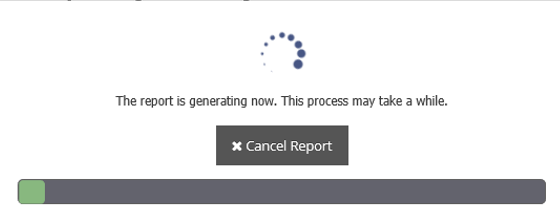 The report is generating now. This process may take a while.
✖ Cancel Report